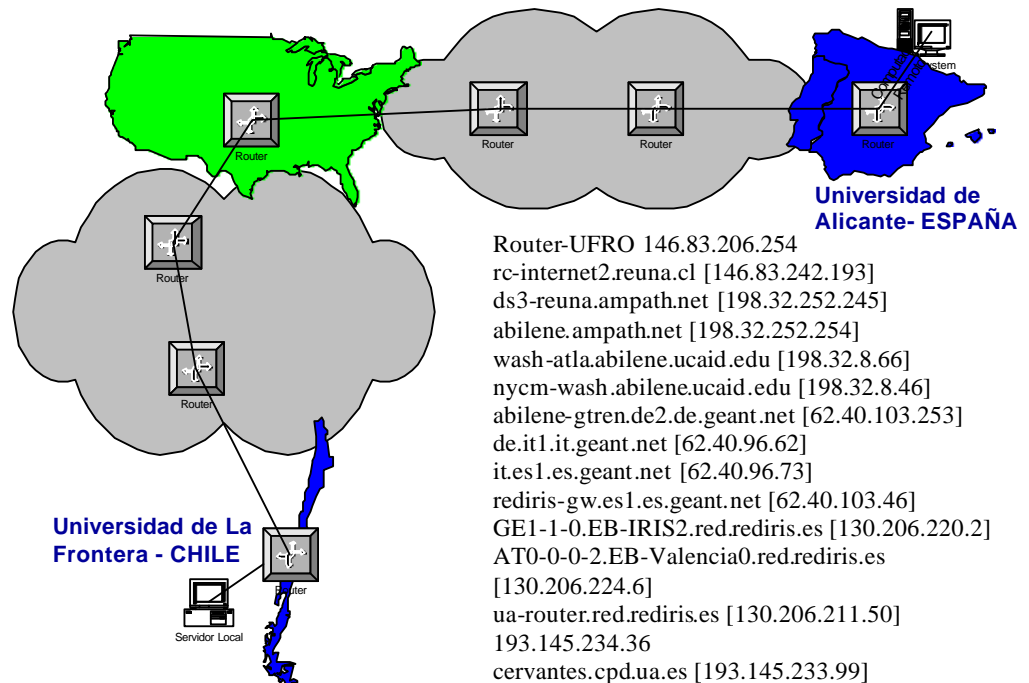 Computer System
Remote
Router
Router
Router
Router
Universidad de
Alicante- ESPAÑA
Router
Router
Router-UFRO 146.83.206.254
rc-internet2.reuna.cl [146.83.242.193]
ds3-reuna.ampath.net [198.32.252.245]
abilene.ampath.net [198.32.252.254]
wash-atla.abilene.ucaid.edu [198.32.8.66]
nycm-wash.abilene.ucaid.edu [198.32.8.46]
abilene-gtren.de2.de.geant.net [62.40.103.253]
de.it1.it.geant.net [62.40.96.62]
it.es1.es.geant.net [62.40.96.73]
rediris-gw.es1.es.geant.net [62.40.103.46]
GE1-1-0.EB-IRIS2.red.rediris.es [130.206.220.2]
AT0-0-0-2.EB-Valencia0.red.rediris.es
[130.206.224.6]
ua-router.red.rediris.es [130.206.211.50]
193.145.234.36
cervantes.cpd.ua.es [193.145.233.99]
Universidad de La
Frontera - CHILE
Router
Servidor Local